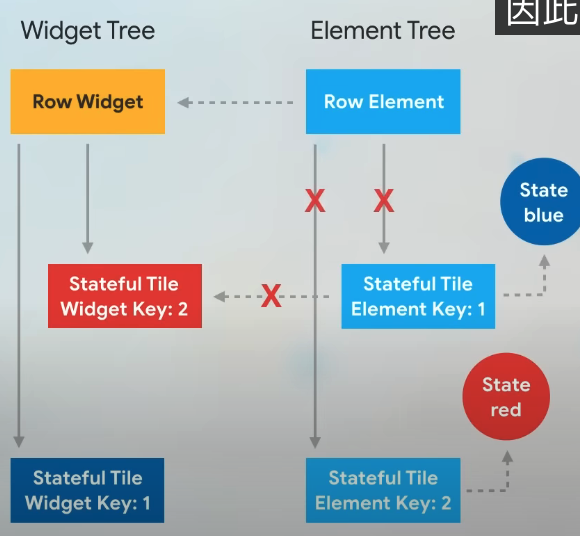 因此
Widget Tree
Element Tree
Row Widget
Row Element
X
X
State
blue
Stateful Tile
Widget Key: 2
X
Stateful Tile
Element Key: 1
State
red
Stateful Tile
Widget Key: 1
Stateful Tile
Element Key: 2